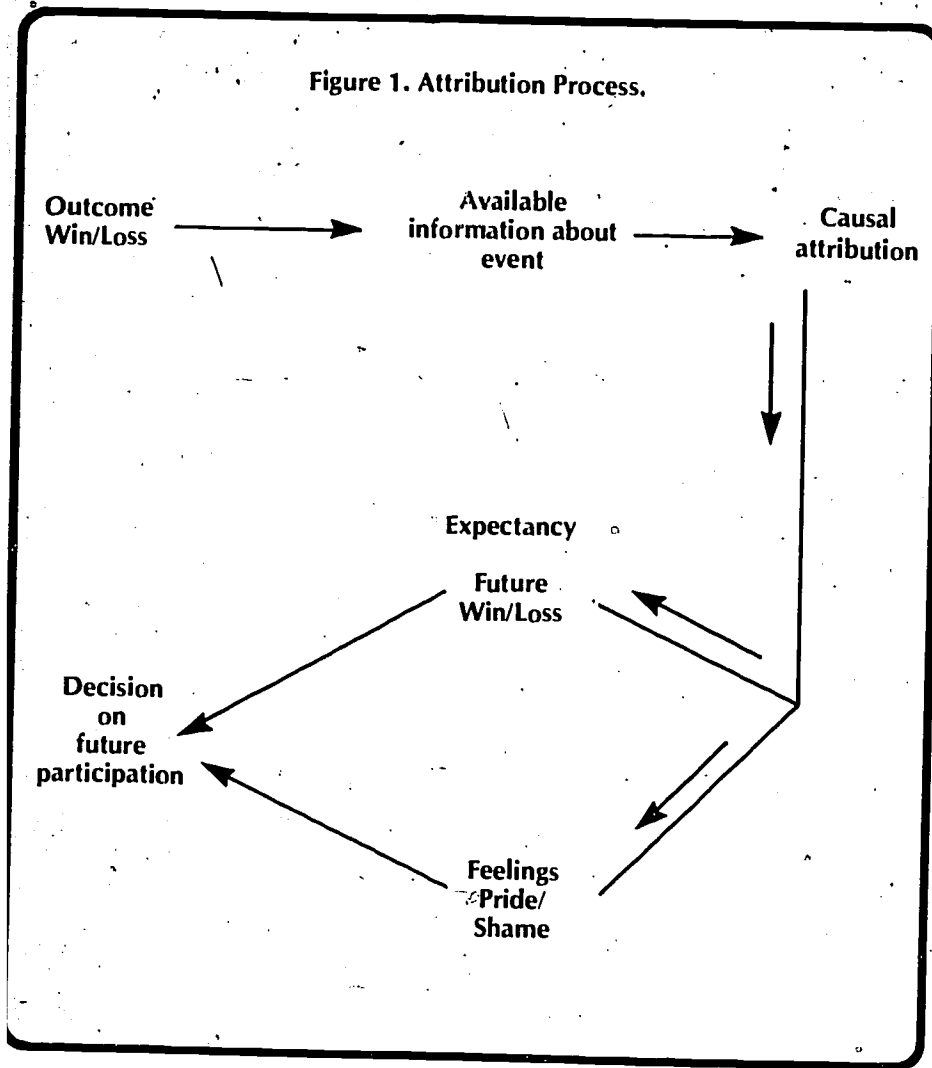 Figure 1. Attribution Process.
Outcome
Win/Loss
Available
information about
event
Causal
attribution
Expectancy
Future
Win/Loss
Decision
on
future
participation
Feelings
Pride/
Shame